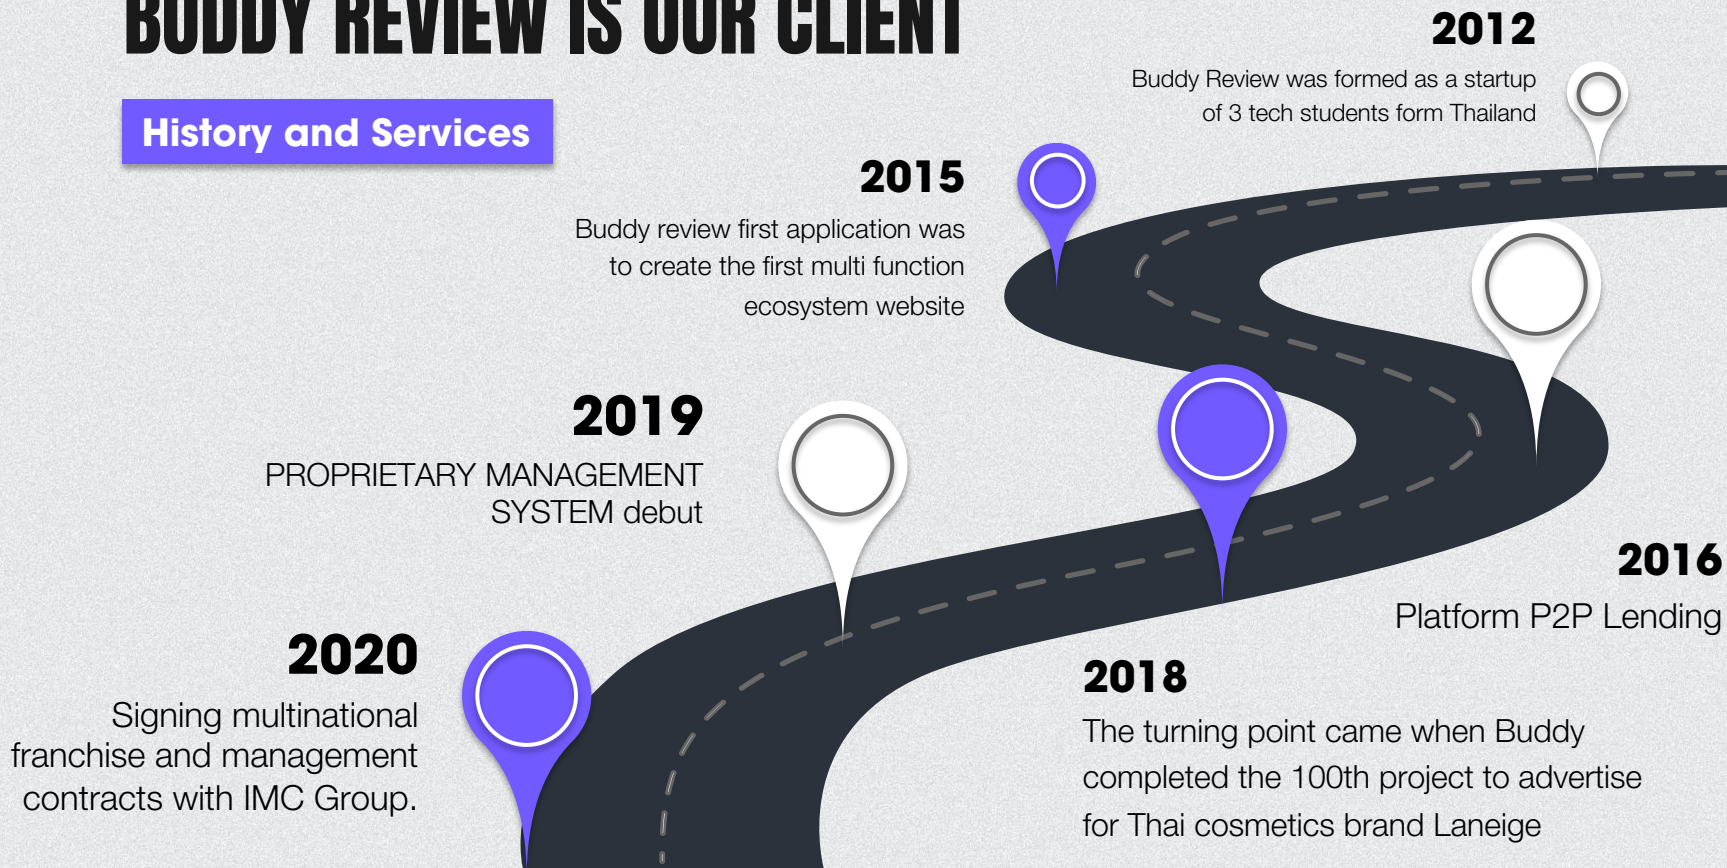 BUDDY REVIEW IS OUR CLIENT
History and Services
2012
Buddy Review was formed as a startup
of 3 tech students form Thailand
2015
Buddy review first application was
to create the first multi function
ecosystem website
2016
Platform P2P Lending
2018
The turning point came when Buddy
completed the 100th project to advertise
for Thai cosmetics brand Laneige
2019
PROPRIETARY MANAGEMENT
SYSTEM debut
2020
Signing multinational
franchise and management
contracts with IMC Group.